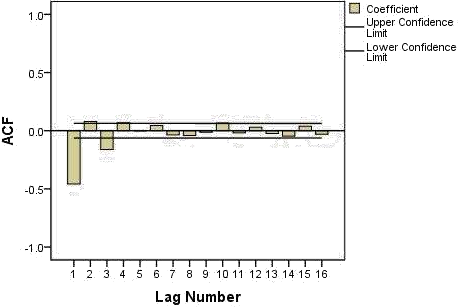 1.0
0.5
0.0
-0.5
-1.0
ACF
1 2 3 4 5 6 7 8 9 10 11 12 13 14 15 16
Lag Number
Coefficient
Upper Confidence
Limit
Lower Confidence
Limit